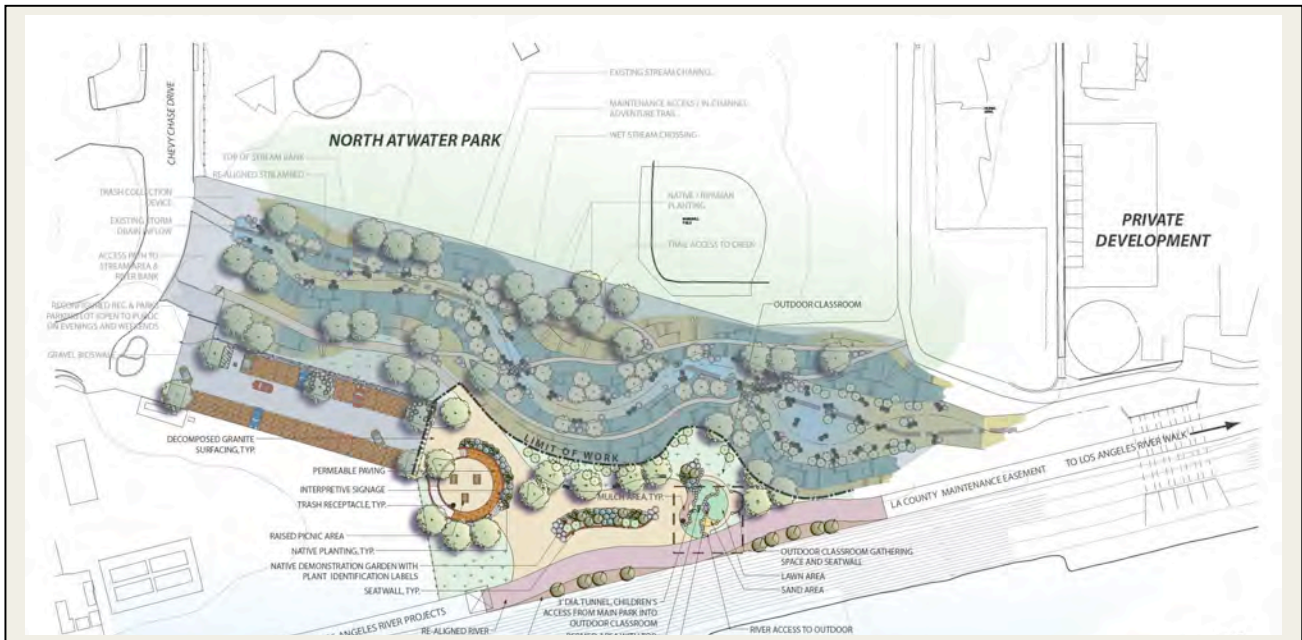 CHEVY CHASE DRIVE
NORTH ATWATER PARK
EXISTING STREAM CHANNEL
MAINTENANCE ACCESS / IN-CHANNEL
ADVENTURE TRAIL
WET STREAM CROSSING
TOP OF STREAM BANK
RE-ALIGNED STREAMBED
NATIVE / RIPARIAN
PLANTING
TRAIL ACCESS TO CREEK
TRASH COLLECTION
DEVICE
EXISTING STORM
DRAIN INFLOW
ACCESS PATH TO
STREAM AREA &
RIVER BANK
RECONFIGURED REC. & PARKS
PARKING LOT (OPEN TO PUBLIC
ON EVENINGS AND WEEKENDS
GRAVEL BIOSWALE
PRIVATE
DEVELOPMENT
OUTDOOR CLASSROOM
LIMIT OF WORK
DECOMPOSED GRANITE
SURFACING, TYP.
PERMEABLE PAVING
INTERPRETIVE SIGNAGE
TRASH RECEPTACLE, TYP.
RAISED PICNIC AREA
NATIVE PLANTING, TYP.
NATIVE DEMONSTRATION GARDEN WITH
PLANT IDENTIFICATION LABELS
SEATWALL, TYP.
MULCH AREA, TYP.
LA COUNTY MAINTENANCE EASEMENT
TO LOS ANGELES RIVER WALK
OUTDOOR CLASSROOM GATHERING
SPACE AND SEATWALL
LAWN AREA
SAND AREA
3' DIA. TUNNEL, CHILDREN'S
ACCESS FROM MAIN PARK INTO
OUTDOOR CLASSROOM
ANGELES RIVER PROJECTS
RE-ALIGNED RIVER
RIVER ACCESS TO OUTDOOR